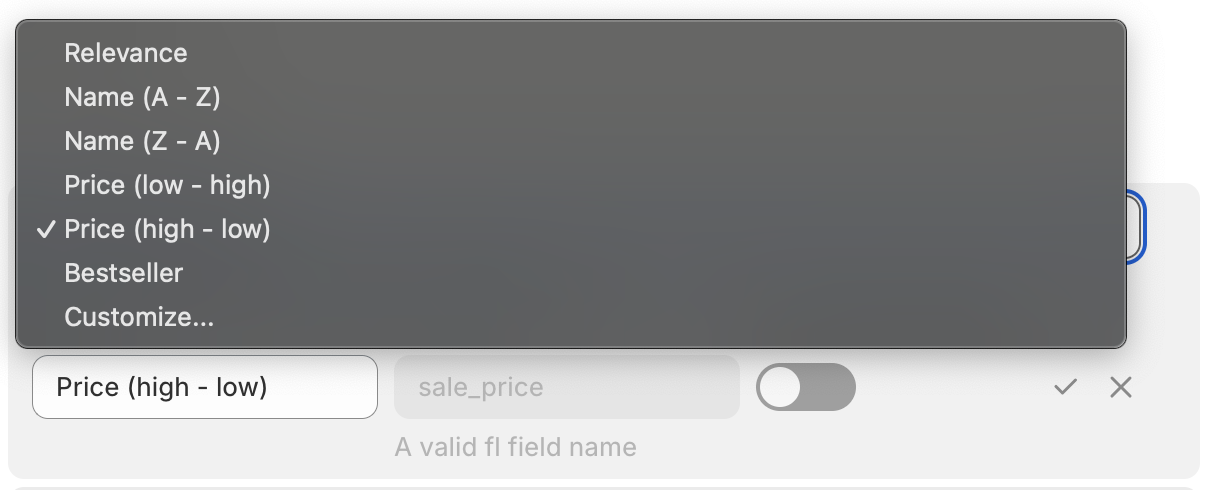 Relevance
Name (A - Z)
Name (Z - A)
Price (low - high)
Price (high - low)
Bestseller
Customize...
Price (high - low)
sale_price
A valid fl field name